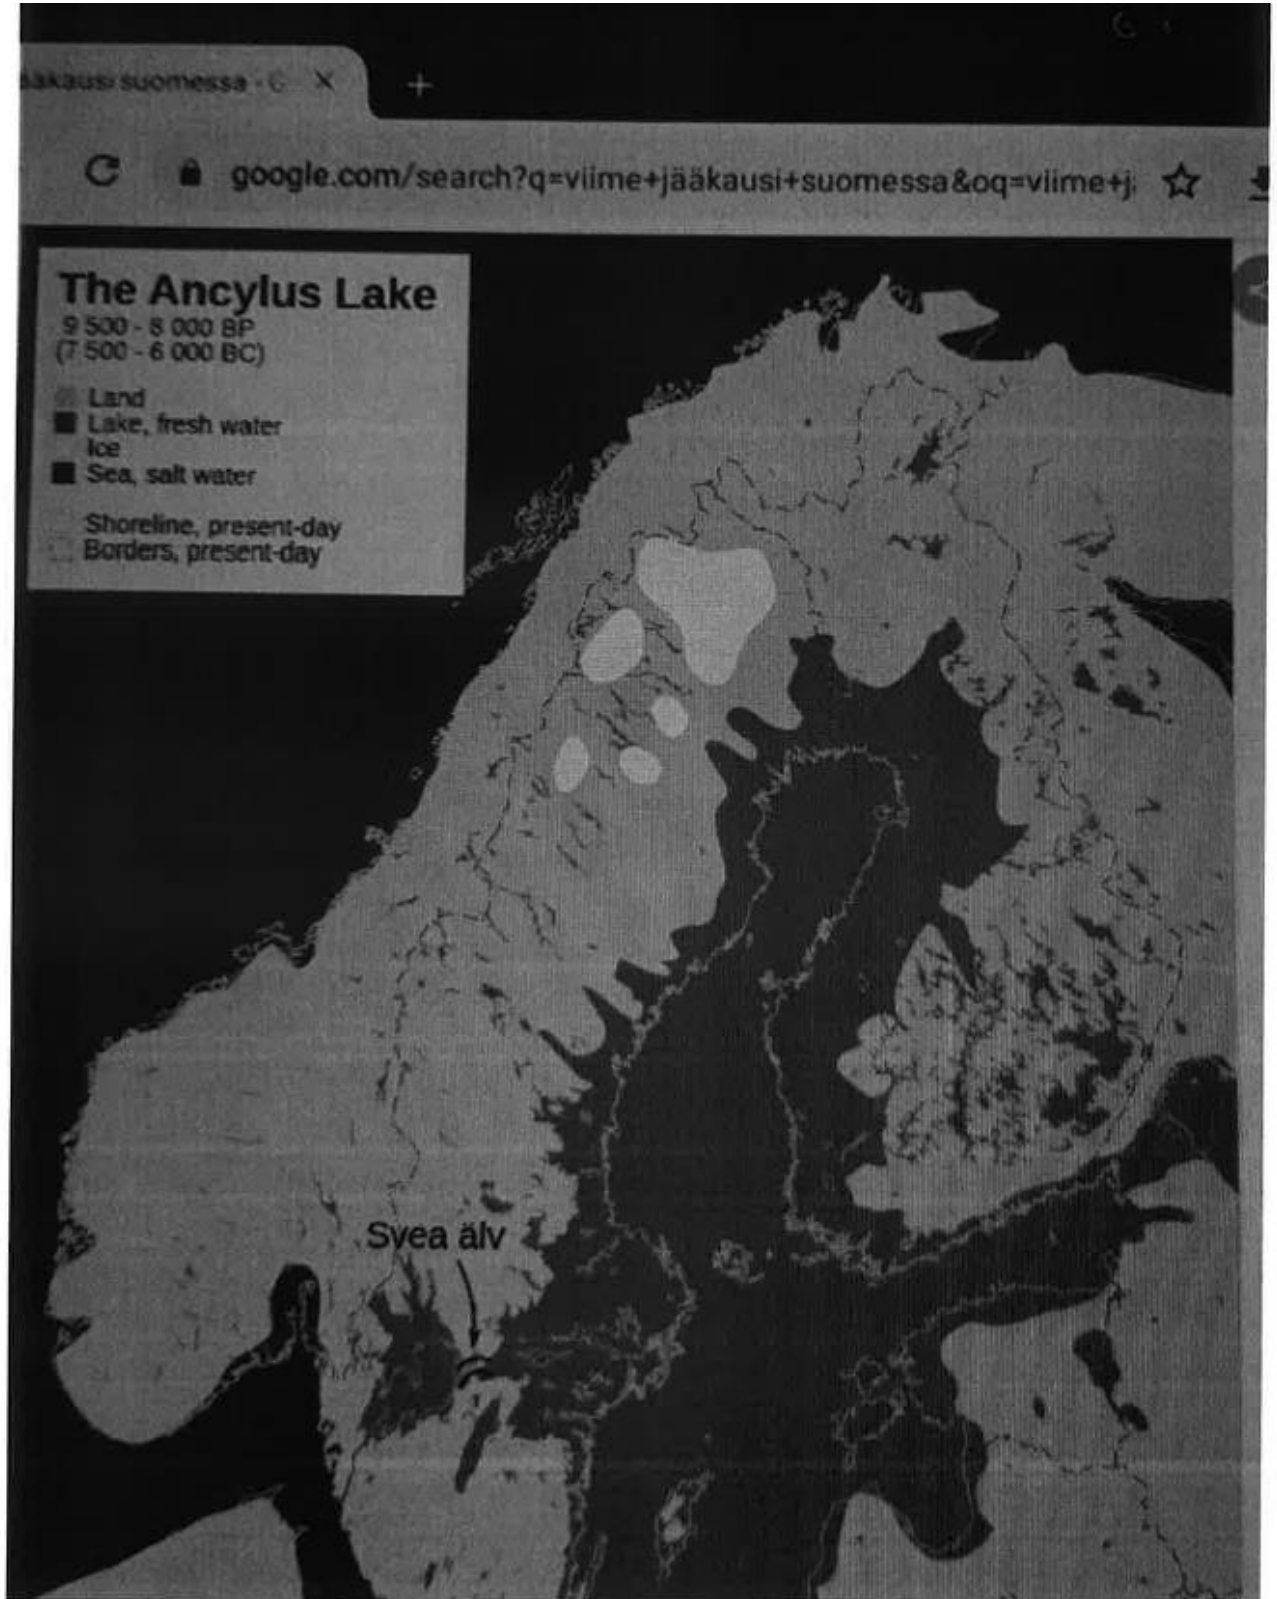 suomessa - G × +
google.com/search?q=viime+jääkausi+suomessa&oq=viime+j
The Ancylus Lake
9 500 - 8 000 BP
(7 500 - 6 000 BC)
Land
Lake, fresh water
Ice
Sea, salt water
Shoreline, present-day
Borders, present-day
Svea älv